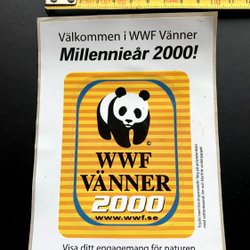 Välkommen i WWF Vänner
Millennieår 2000!
WWF
VÄNNER
2000
www.wwf.se
Visa ditt engagemang för naturen